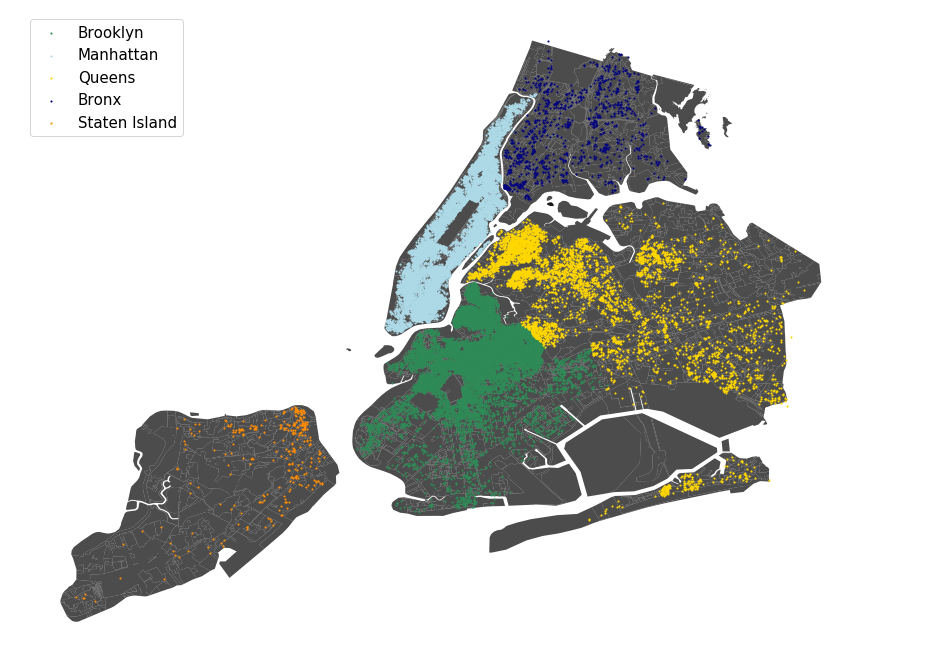 Brooklyn
Manhattan
Queens
Bronx
Staten Island